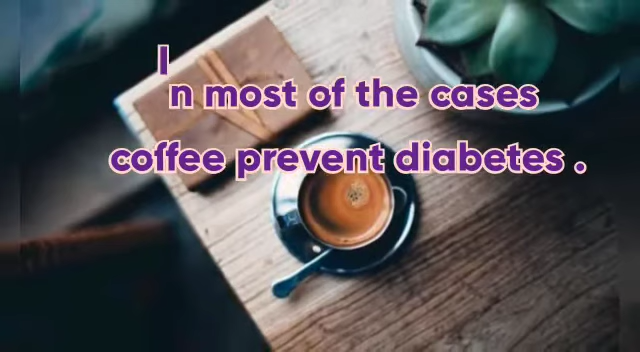 I
n most of the cases
coffee prevent diabetes .